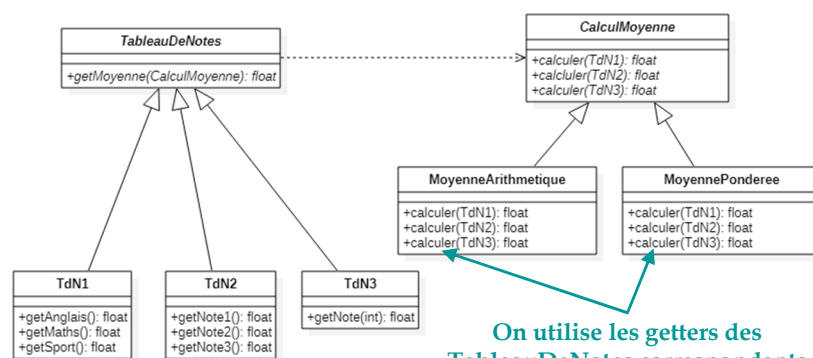 TableauDeNotes
+getMoyenne(CalculMoyenne): float
CalculMoyenne
+calculer(TdN1): float
+calcluler(TdN2): float
+calculer(TdN3): float
MoyenneArithmetique
+calculer(TdN1): float
+calculer(TdN2): float
+calculer(TdN3): float
MoyennePonderee
+calculer(TdN1): float
+calculer(TdN2): float
+calculer(TdN3): float
TdN1
+getAnglais(): float
+getMaths(): float
+getSport(): float
TdN2
+getNote1(): float
+getNote2(): float
+getNote3(): float
TdN3
+getNote(int): float
On utilise les getters des
TableauDeNotes correspondants